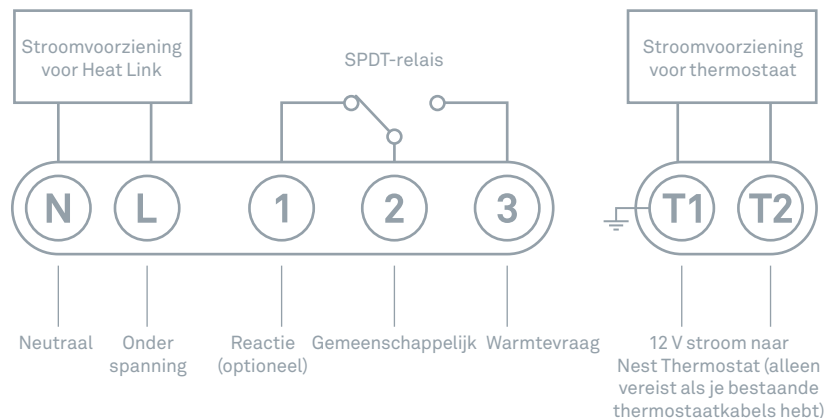 Stroomvoorziening
voor Heat Link
SPDT-relais
Stroomvoorziening
voor thermostaat
N
L
1
2
3
T1
T2
Neutraal
Onder
spanning
Reactie
(optioneel)
Gemeenschappelijk
Warmtevraag
12 V stroom naar
Nest Thermostat (alleen
vereist als je bestaande
thermostaatkabels hebt)